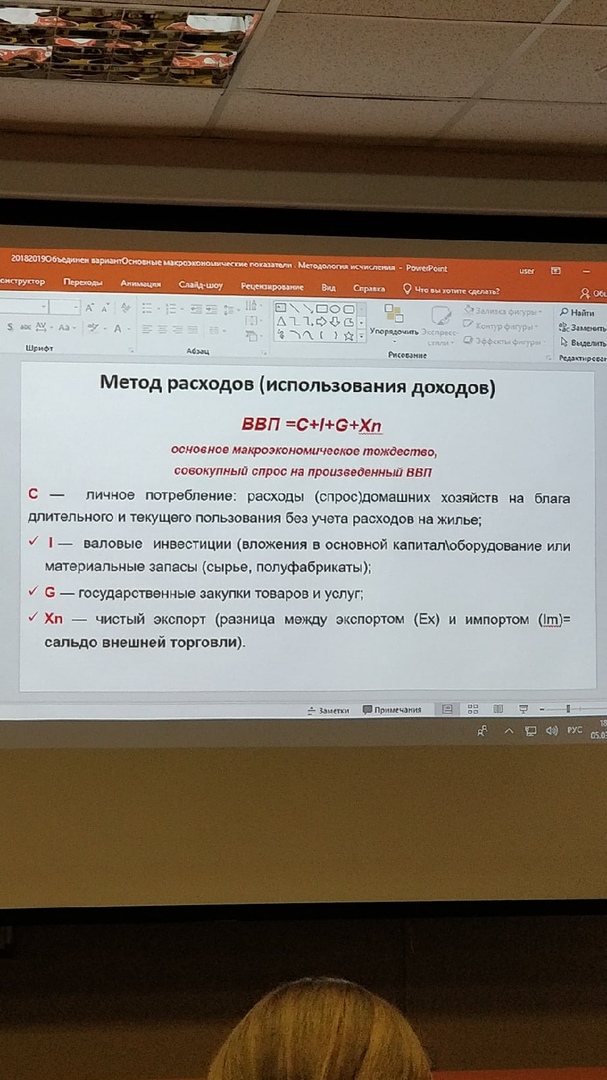 20182019Объединен вариантОсновные макроэкономические показатели . Методология исчисления - PowerPoint user
конструктор Переходы Анимация Слайд-шоу Рецензирование Вид Справка Что вы хотите сделать?
Упорядочить Экспресс-стили
Заливка фигуры
Контур фигуры
Эффекты фигуры
Найти
Заменить
Выделить
Шрифт Абзац Рисование
Метод расходов (использования доходов)
ВВП =C+I+G+Xn
основное макроэкономическое тождество,
совокупный спрос на произведенный ВВП
C — личное потребление: расходы (спрос)домашних хозяйств на блага
длительного и текущего пользования без учета расходов на жилье;
✓ I — валовые инвестиции (вложения в основной капитал\оборудование или
материальные запасы (сырье, полуфабрикаты);
✓ G — государственные закупки товаров и услуг;
✓ Xn — чистый экспорт (разница между экспортом (Ex) и импортом (Im)=
сальдо внешней торговли).
Заметки Примечания
РУС